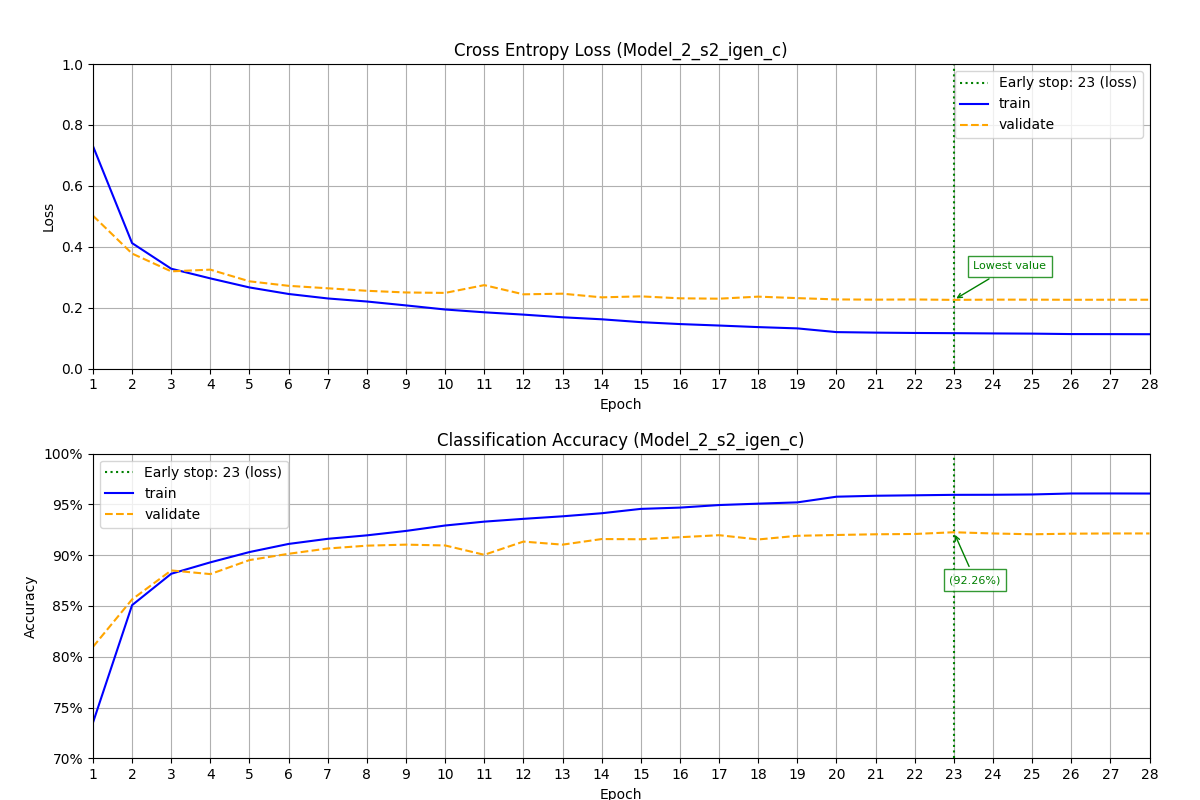 Cross Entropy Loss (Model_2_s2_igen_c)
1.0
0.8
0.6
0.4
0.2
0.0
Loss
Early stop: 23 (loss)
train
validate
Lowest value
1 2 3 4 5 6 7 8 9 10 11 12 13 14 15 16 17 18 19 20 21 22 23 24 25 26 27 28
Epoch
Classification Accuracy (Model_2_s2_igen_c)
100%
95%
90%
85%
80%
75%
70%
Accuracy
Early stop: 23 (loss)
train
validate
(92.26%)
1 2 3 4 5 6 7 8 9 10 11 12 13 14 15 16 17 18 19 20 21 22 23 24 25 26 27 28
Epoch